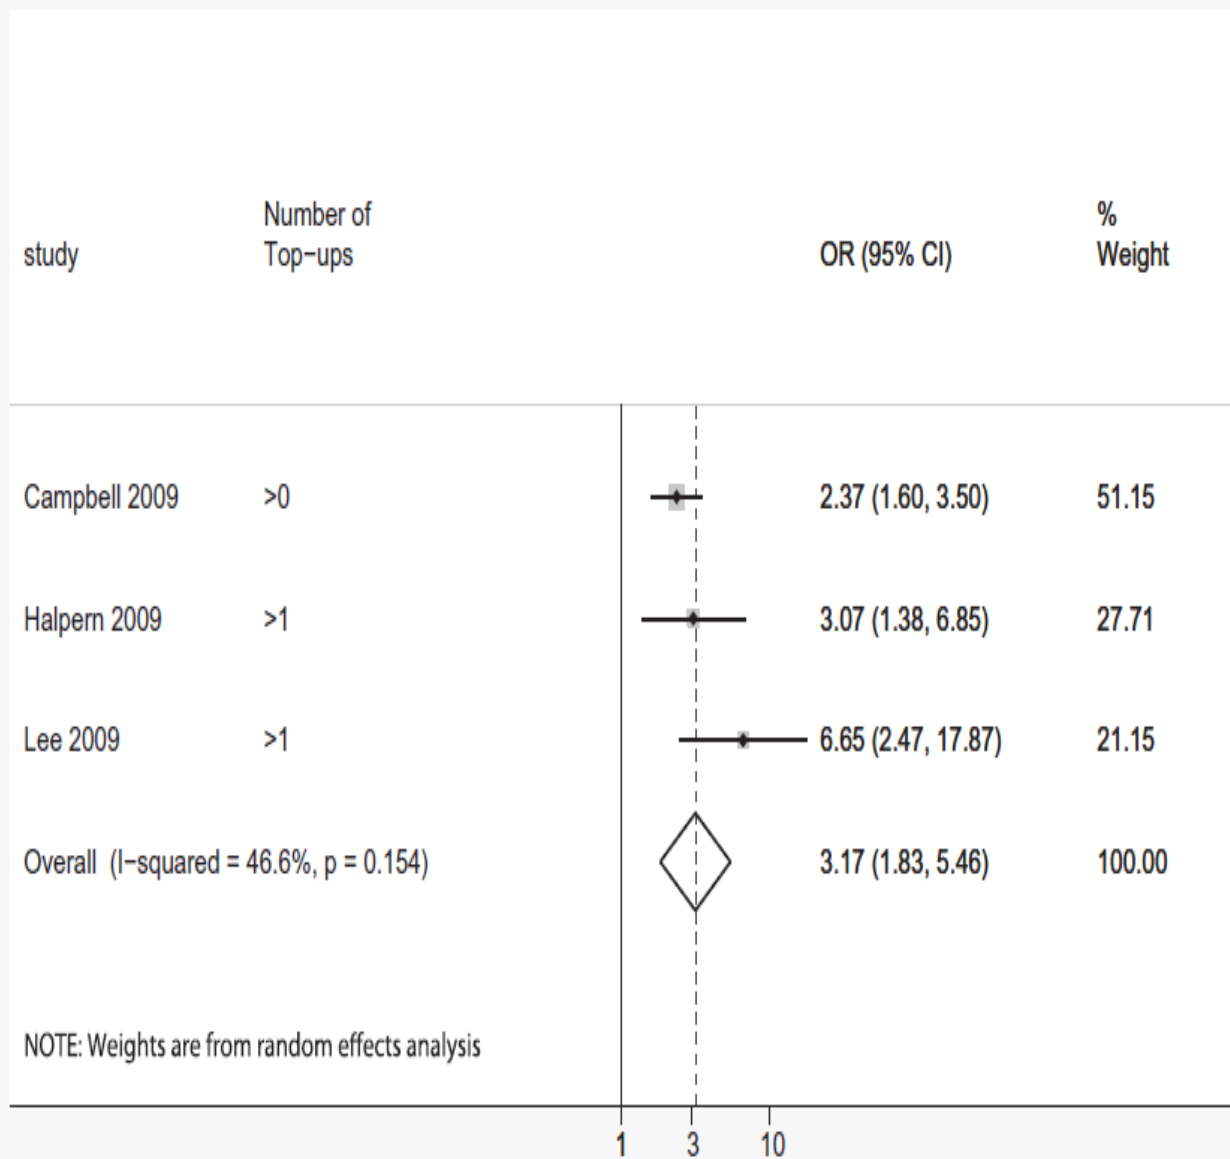 Number of %
study Top−ups OR (95% CI) Weight
Campbell 2009 >0 2.37 (1.60, 3.50) 51.15
Halpern 2009 >1 3.07 (1.38, 6.85) 27.71
Lee 2009 >1 6.65 (2.47, 17.87) 21.15
Overall (I−squared = 46.6%, p = 0.154) 3.17 (1.83, 5.46) 100.00
NOTE: Weights are from random effects analysis
1 3 10